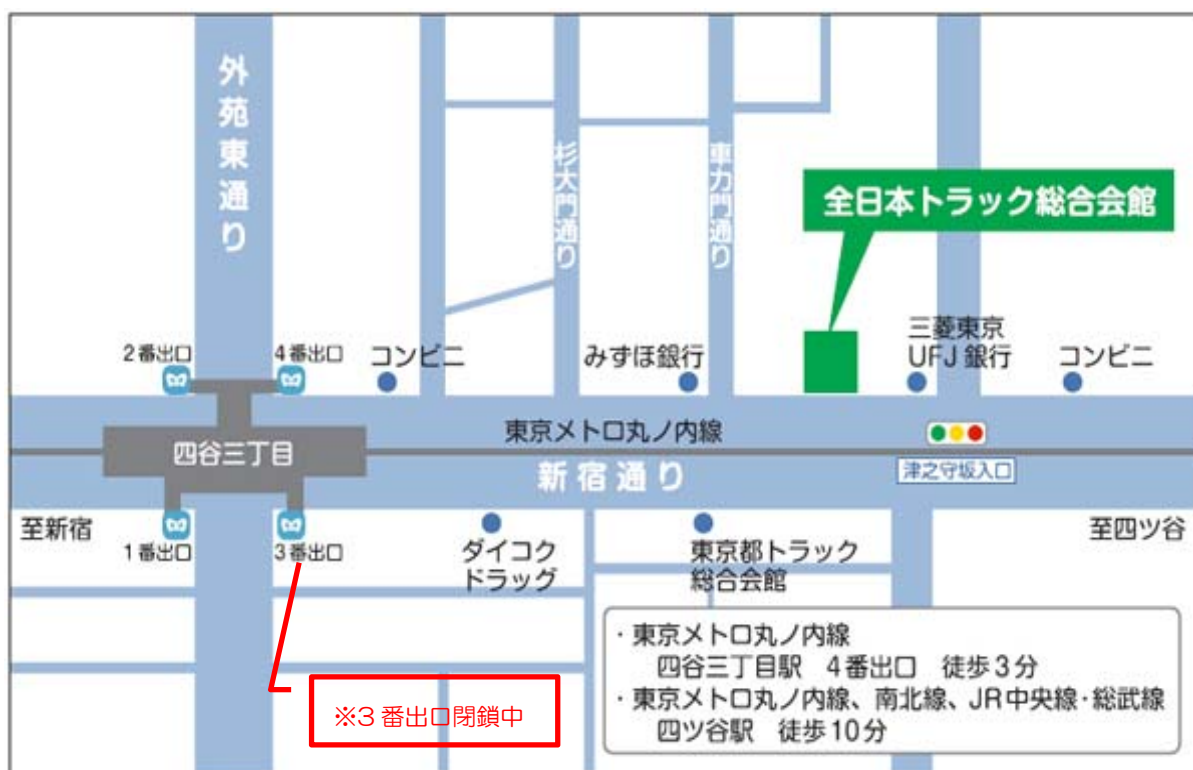 外苑東通り
杉大門通り
車力門通り
全日本トラック総合会館
2番出口
4番出口
コンビニ
みずほ銀行
三菱東京
UFJ銀行
コンビニ
東京メトロ丸ノ内線
四谷三丁目
新宿通り
津之守坂入口
至新宿
1番出口
3番出口
ダイコク
ドラッグ
東京都トラック
総合会館
至四ツ谷
・東京メトロ丸ノ内線
四谷三丁目駅 4番出口 徒歩3分
・東京メトロ丸ノ内線、南北線、JR中央線・総武線
四ツ谷駅 徒歩10分
※3番出口閉鎖中